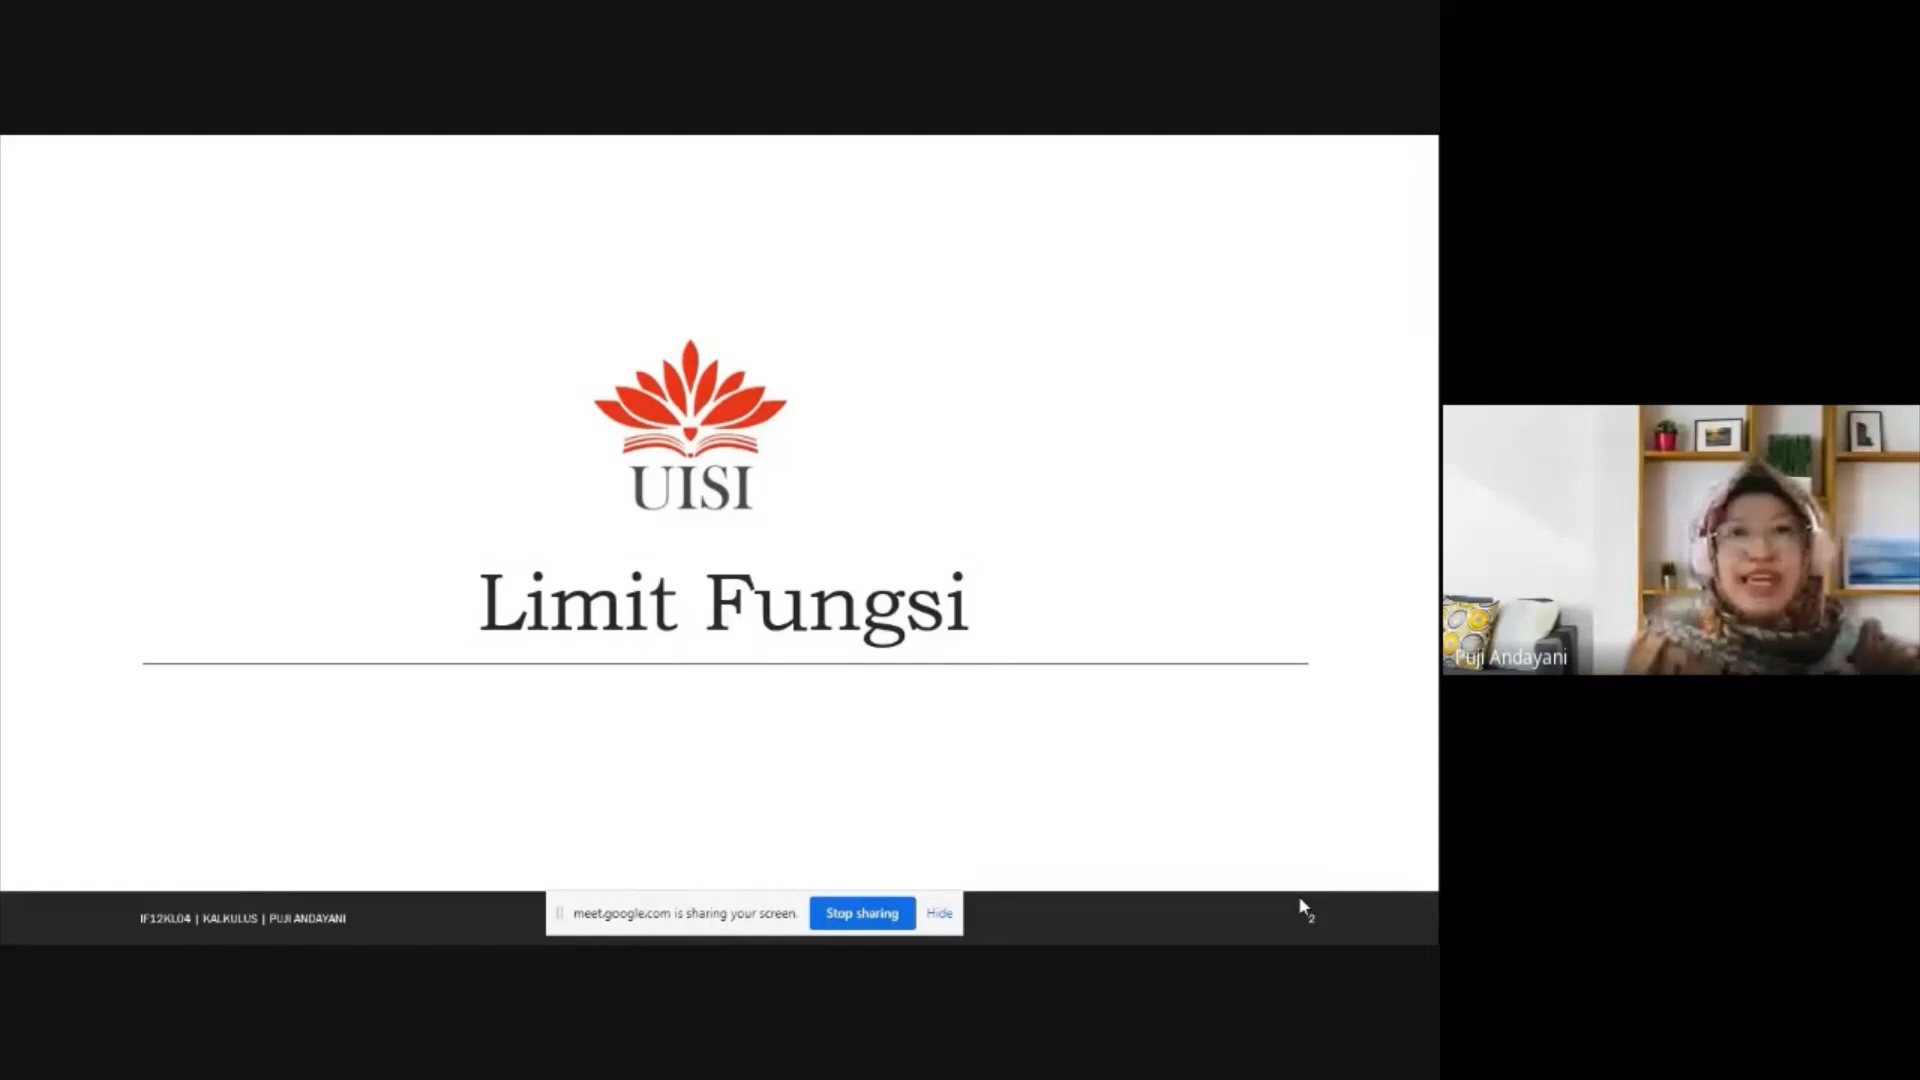 UISI
Limit Fungsi
IF12KL04 | KALKULUS | PUJI ANDAYANI
meet.google.com is sharing your screen.
Stop sharing
Hide
2
Puji Andayani